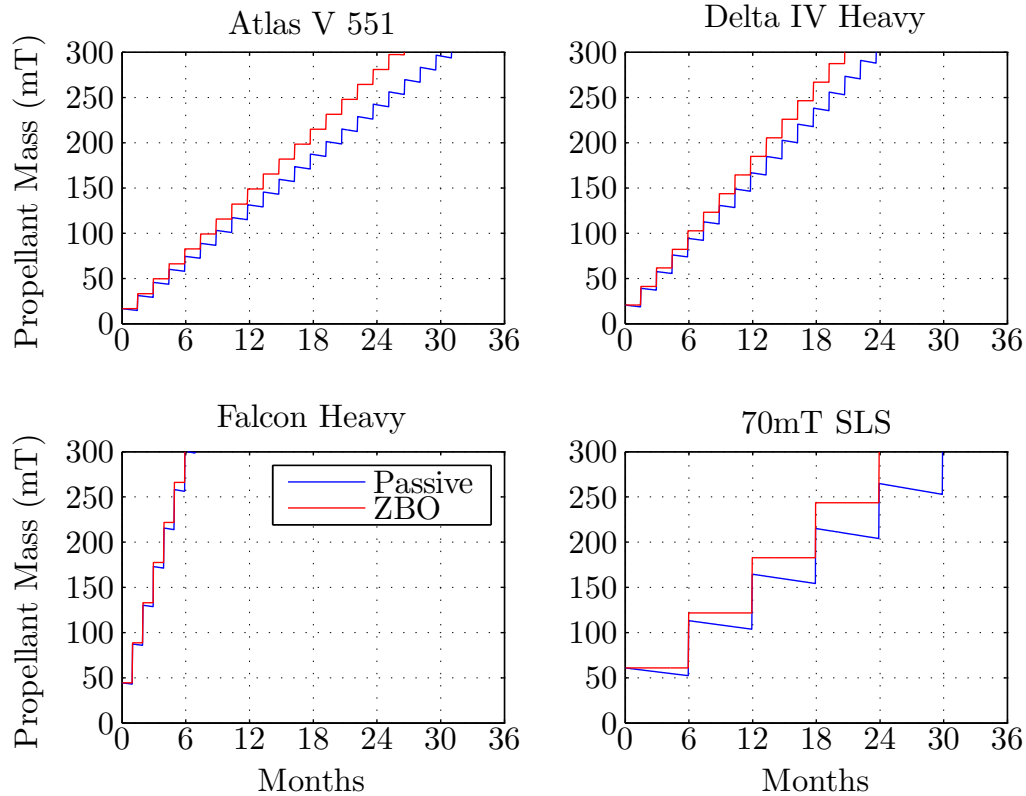 Atlas V 551
Delta IV Heavy
Propellant Mass (mT)
300
250
200
150
100
50
0
0 6 12 18 24 30 36
300
250
200
150
100
50
0
0 6 12 18 24 30 36
Falcon Heavy
70mT SLS
Propellant Mass (mT)
300
250
200
150
100
50
0
0 6 12 18 24 30 36
Months
Passive
ZBO
300
250
200
150
100
50
0
0 6 12 18 24 30 36
Months